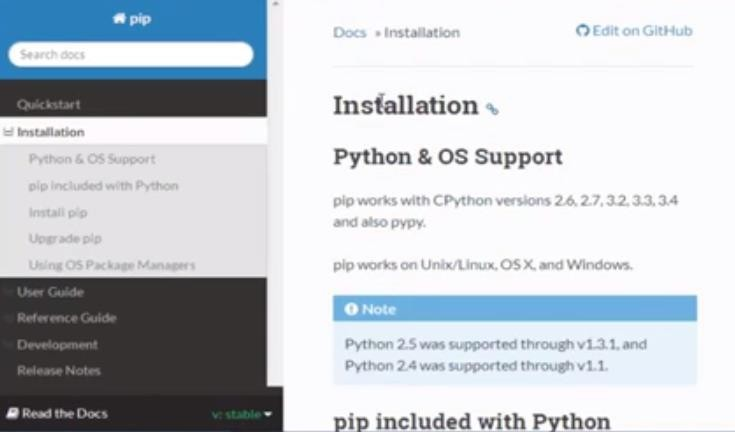 pip
Search docs
Quickstart
Installation
Python & OS Support
pip included with Python
Install pip
Upgrade pip
Using OS Package Managers
User Guide
Reference Guide
Development
Release Notes
Read the Docs
v: stable
Docs » Installation
Edit on GitHub
Installation
Python & OS Support
pip works with CPython versions 2.6, 2.7, 3.2, 3.3, 3.4
and also pypy.
pip works on Unix/Linux, OS X, and Windows.
Note
Python 2.5 was supported through v1.3.1, and
Python 2.4 was supported through v1.1.
pip included with Python